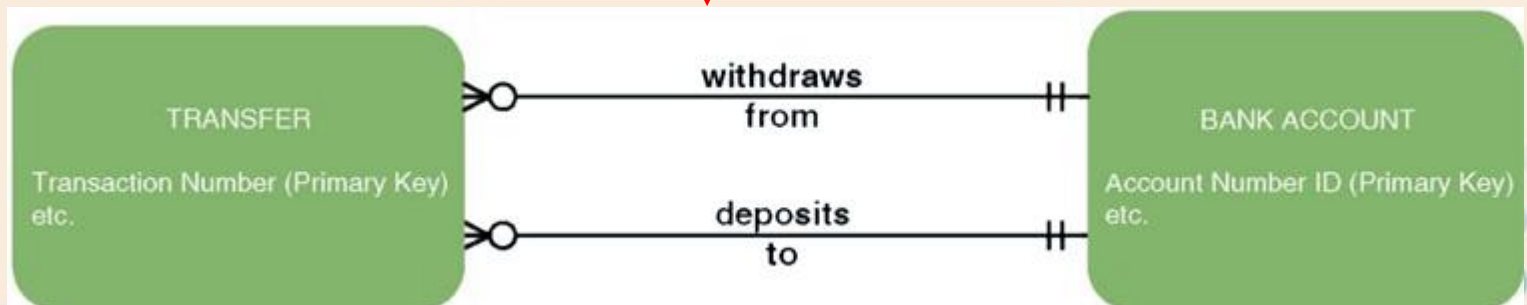 TRANSFER
Transaction Number (Primary Key)
etc.
withdraws
from
deposits
to
BANK ACCOUNT
Account Number ID (Primary Key)
etc.